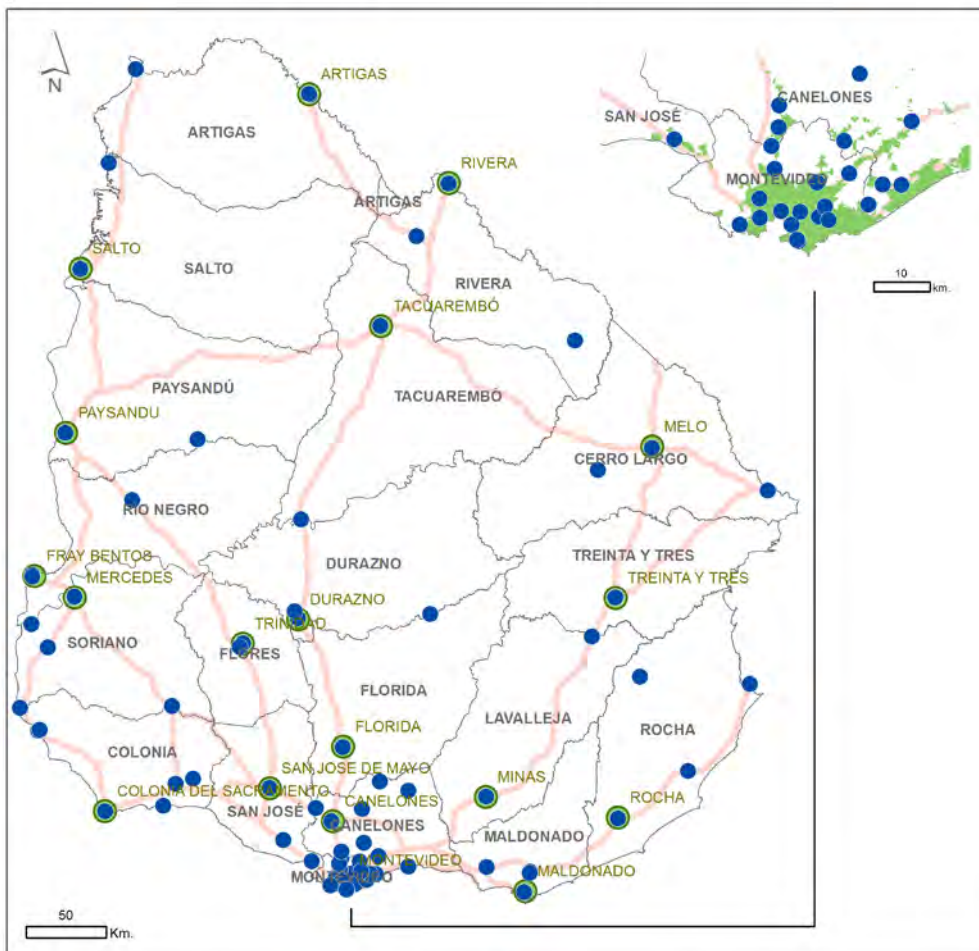 N
ARTIGAS
ARTIGAS
RIVERA
ARTIGAS
SALTO
SALTO
RIVERA
TACUAREMBÓ
PAYSANDÚ
TACUAREMBÓ
PAYSANDU
MELO
CERRO LARGO
RIO NEGRO
FRAY BENTOS
MERCEDES
DURAZNO
TREINTA Y TRES
TREINTA Y TRES
DURAZNO
TRINIDAD
SORIANO
FLORES
FLORIDA
LAVALLEJA
ROCHA
FLORIDA
COLONIA
SAN JOSE DE MAYO
MINAS
COLONIA DEL SACRAMENTO
SAN JOSÉ
CANELONES
CANELONES
ROCHA
MALDONADO
MONTEVIDEO
MONTEVIDEO
MALDONADO
50
Km.
CANELONES
SAN JOSÉ
MONTEVIDEO
10
km.